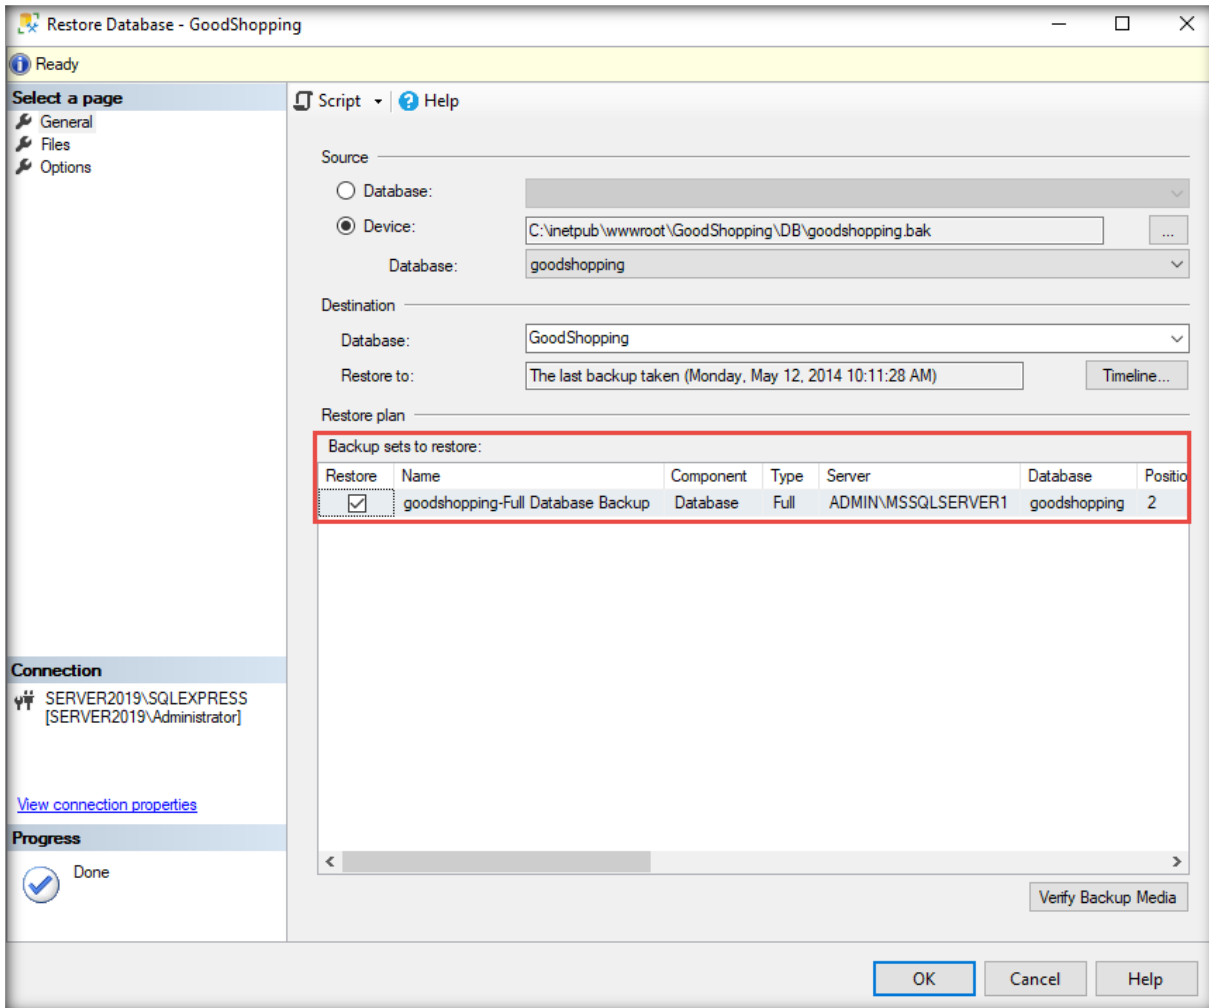 Restore Database - GoodShopping
Ready
Select a page
General
Files
Options
Script
Help
Source
Database:
Device: C:\inetpub\wwwroot\GoodShopping\DB\goodshopping.bak ...
Database: goodshopping
Destination
Database: GoodShopping
Restore to: The last backup taken (Monday, May 12, 2014 10:11:28 AM) Timeline...
Restore plan
Backup sets to restore:
Restore Name Component Type Server Database Positio
goodshopping-Full Database Backup Database Full ADMIN\MSSQLSERVER1 goodshopping 2
Connection
SERVER2019\SQLEXPRESS
[SERVER2019\Administrator]
View connection properties
Progress
Done
Verify Backup Media
OK Cancel Help